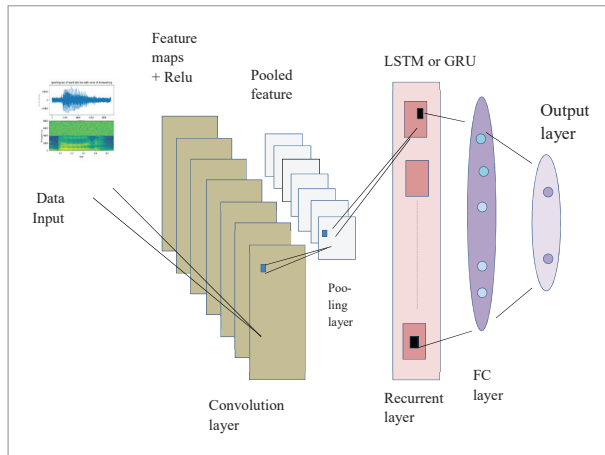 Feature
maps
+ Relu
Pooled
feature
LSTM or GRU
Output
layer
Data
Input
Poo-
ling
layer
Convolution
layer
Recurrent
layer
FC
layer